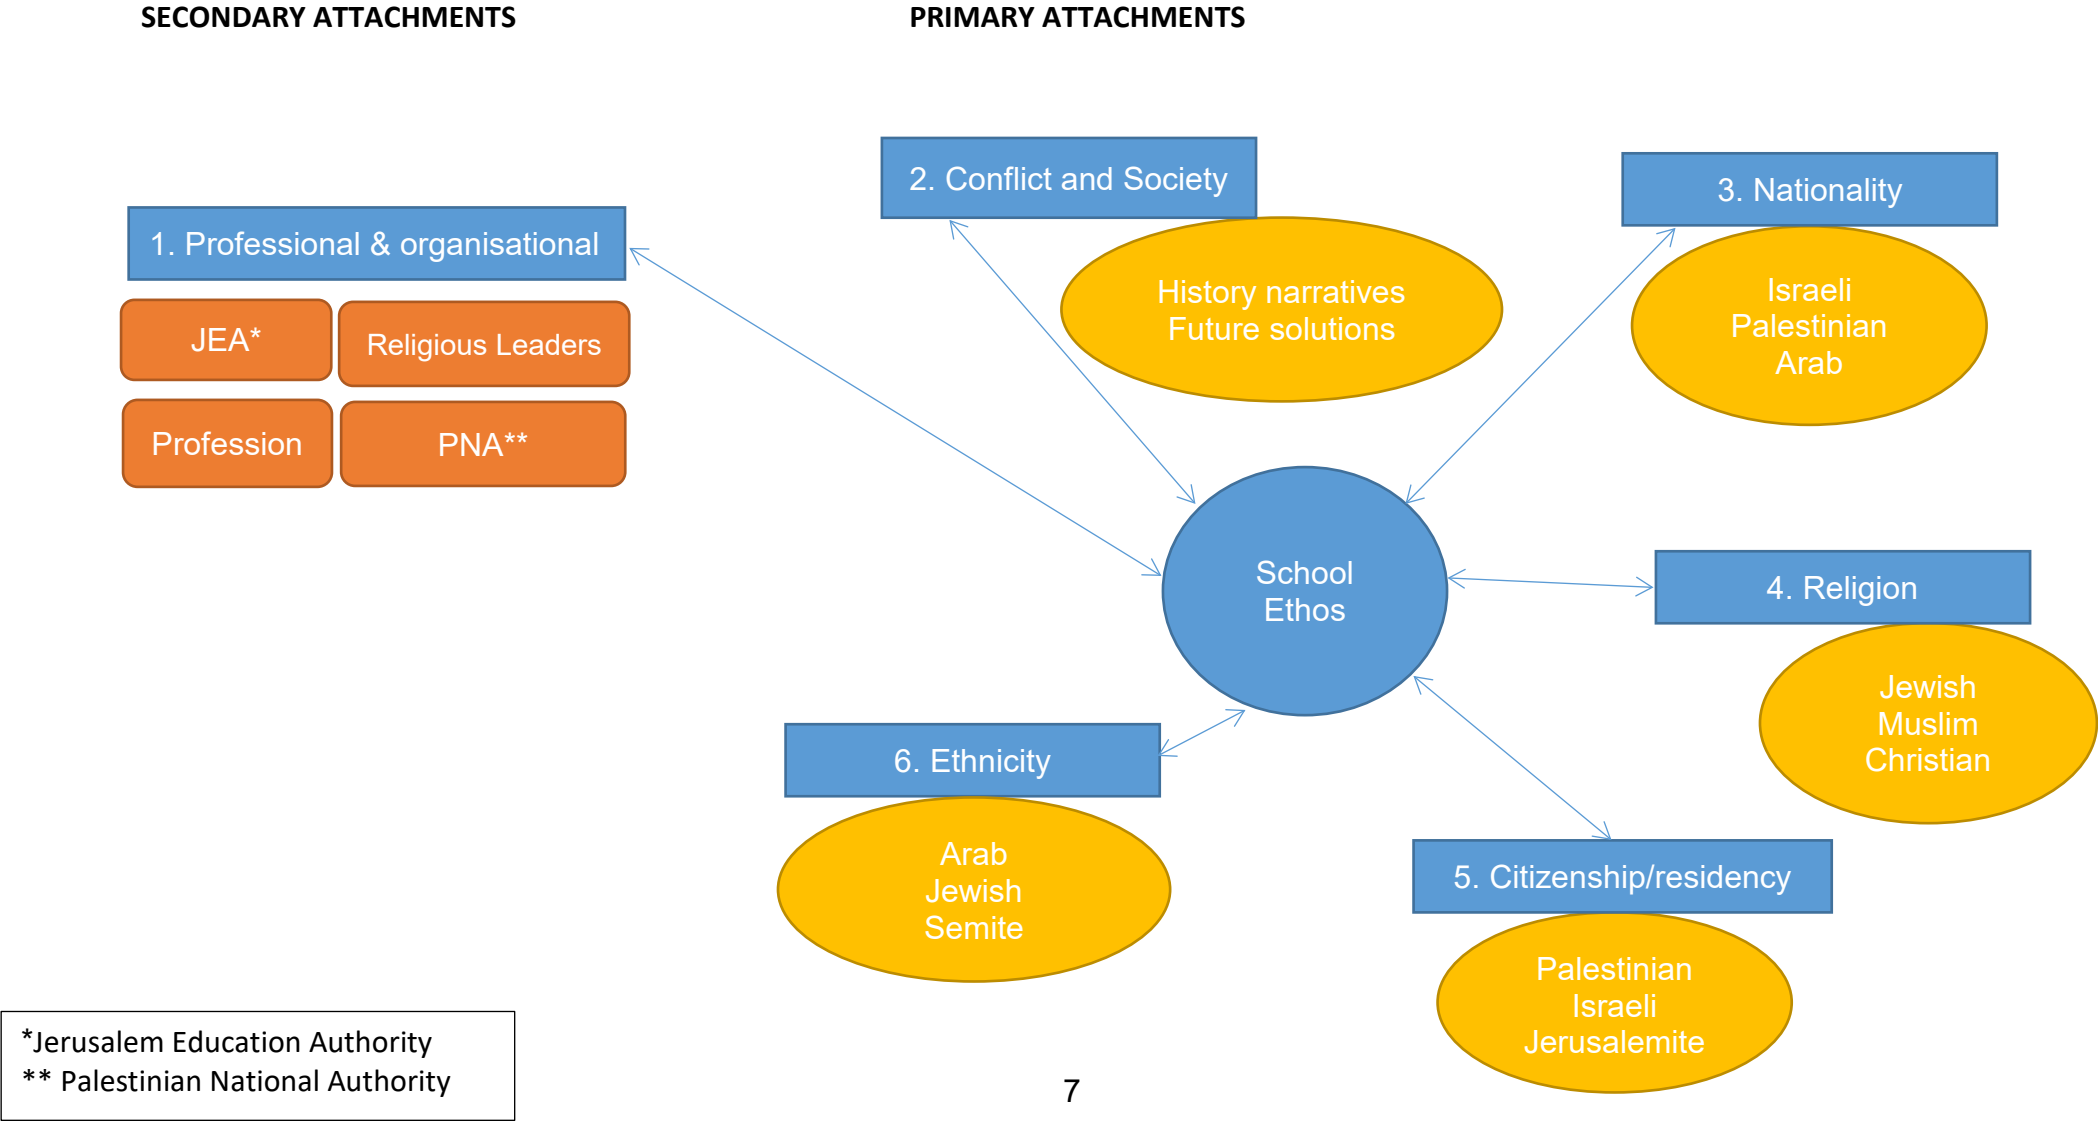 SECONDARY ATTACHMENTS
PRIMARY ATTACHMENTS
1. Professional & organisational
JEA*
Religious Leaders
Profession
PNA**
2. Conflict and Society
History narratives
Future solutions
3. Nationality
Israeli
Palestinian
Arab
School
Ethos
4. Religion
Jewish
Muslim
Christian
6. Ethnicity
Arab
Jewish
Semite
5. Citizenship/residency
Palestinian
Israeli
Jerusalemite
*Jerusalem Education Authority
** Palestinian National Authority
7